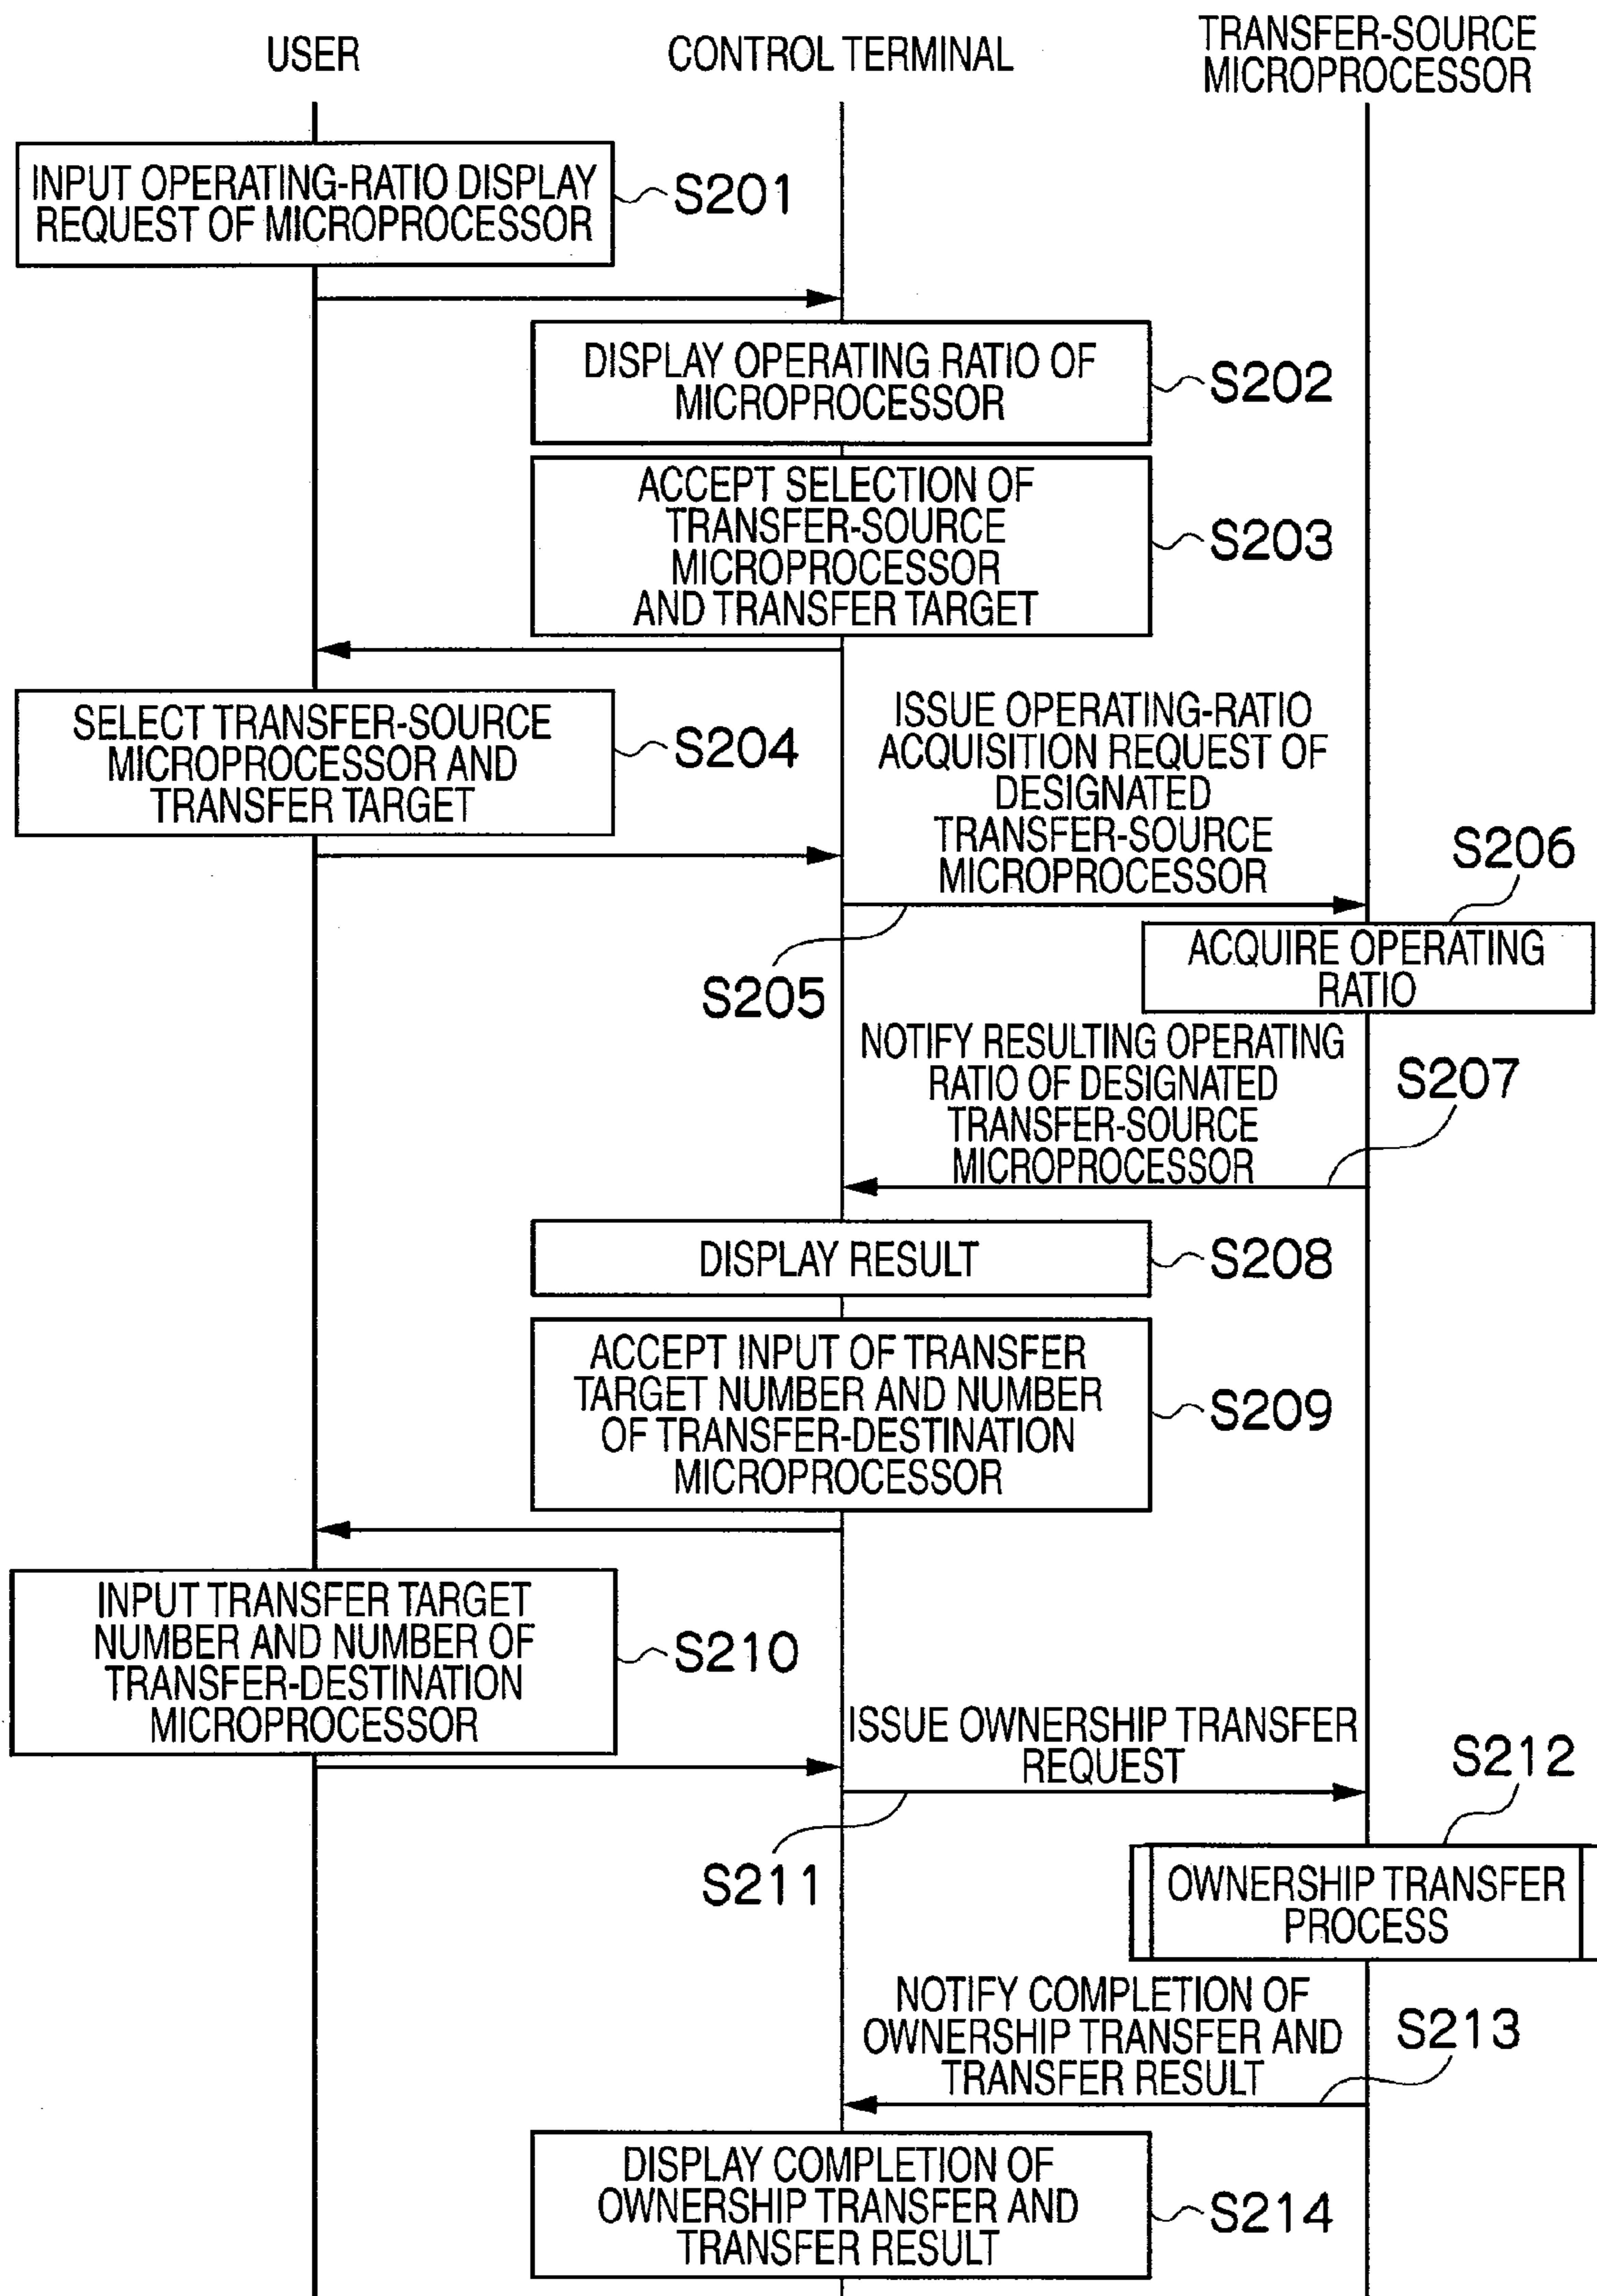 USER
CONTROL TERMINAL
TRANSFER-SOURCE
MICROPROCESSOR
INPUT OPERATING-RATIO DISPLAY
REQUEST OF MICROPROCESSOR
S201
DISPLAY OPERATING RATIO OF
MICROPROCESSOR
S202
ACCEPT SELECTION OF
TRANSFER-SOURCE
MICROPROCESSOR
AND TRANSFER TARGET
S203
SELECT TRANSFER-SOURCE
MICROPROCESSOR AND
TRANSFER TARGET
S204
ISSUE OPERATING-RATIO
ACQUISITION REQUEST OF
DESIGNATED
TRANSFER-SOURCE
MICROPROCESSOR
S205
S206
ACQUIRE OPERATING
RATIO
NOTIFY RESULTING OPERATING
RATIO OF DESIGNATED
TRANSFER-SOURCE
MICROPROCESSOR
S207
DISPLAY RESULT
S208
ACCEPT INPUT OF TRANSFER
TARGET NUMBER AND NUMBER
OF TRANSFER-DESTINATION
MICROPROCESSOR
S209
INPUT TRANSFER TARGET
NUMBER AND NUMBER OF
TRANSFER-DESTINATION
MICROPROCESSOR
S210
ISSUE OWNERSHIP TRANSFER
REQUEST
S211
S212
OWNERSHIP TRANSFER
PROCESS
NOTIFY COMPLETION OF
OWNERSHIP TRANSFER AND
TRANSFER RESULT
S213
DISPLAY COMPLETION OF
OWNERSHIP TRANSFER AND
TRANSFER RESULT
S214